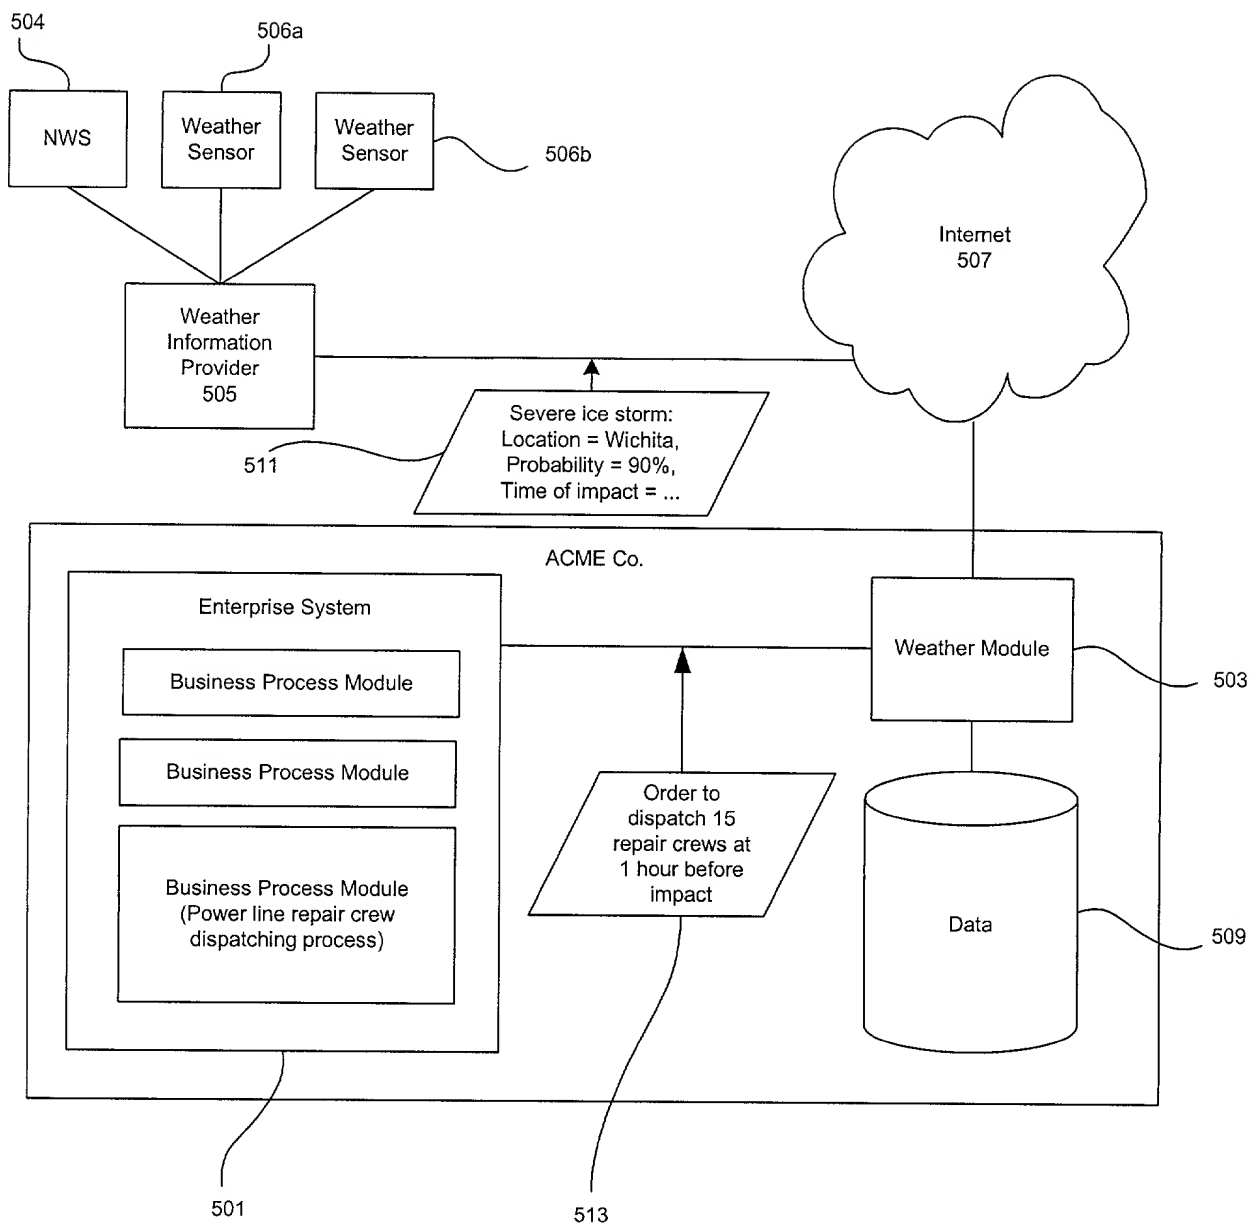 504
506a
NWS
Weather
Sensor
Weather
Sensor
506b
Internet
507
Weather
Information
Provider
505
Severe ice storm:
Location = Wichita,
Probability = 90%,
Time of impact = ...
511
ACME Co.
Enterprise System
Business Process Module
Business Process Module
Business Process Module
(Power line repair crew
dispatching process)
Weather Module
503
Order to
dispatch 15
repair crews at
1 hour before
impact
Data
509
501
513